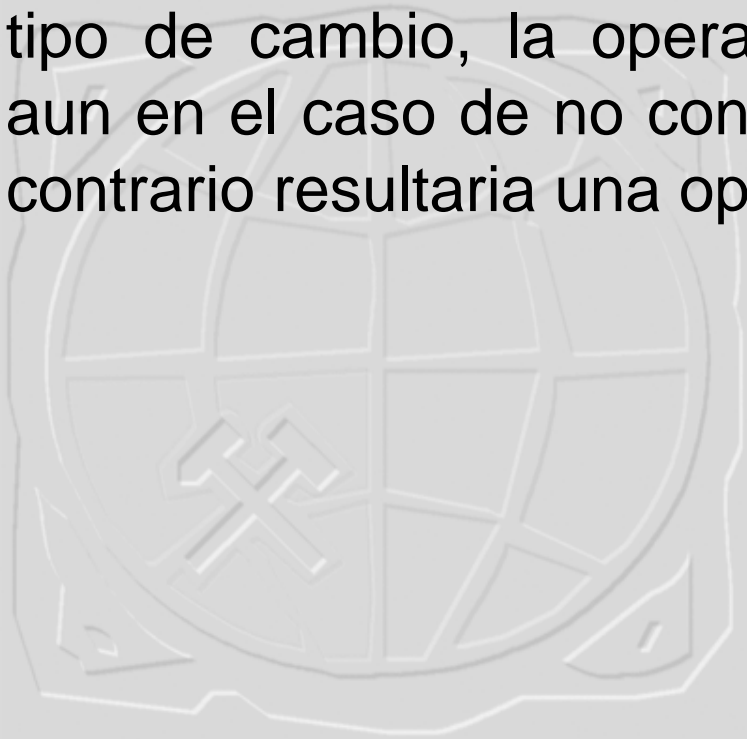 tipo de cambio, la opera
aun en el caso de no con
contrario resultaria una op